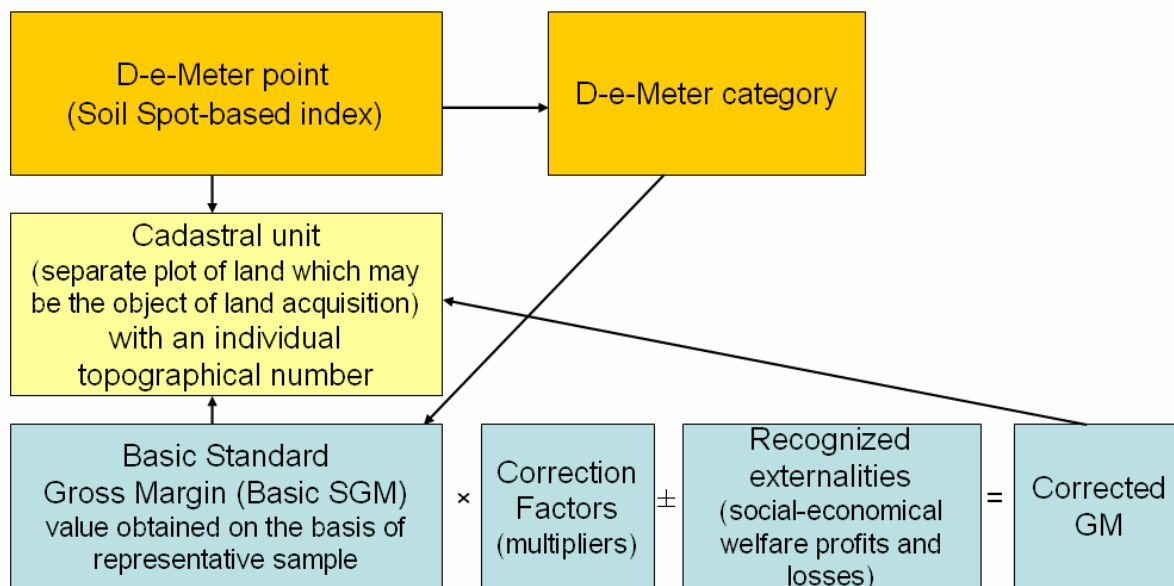 D-e-Meter point
(Soil Spot-based index)
D-e-Meter category
Cadastral unit
(separate plot of land which may
be the object of land acquisition)
with an individual
topographical number
Basic Standard
Gross Margin (Basic SGM)
value obtained on the basis of
representative sample
×
Correction
Factors
(multipliers)
±
Recognized
externalities
(social-economical
welfare profits and
losses)
=
Corrected
GM